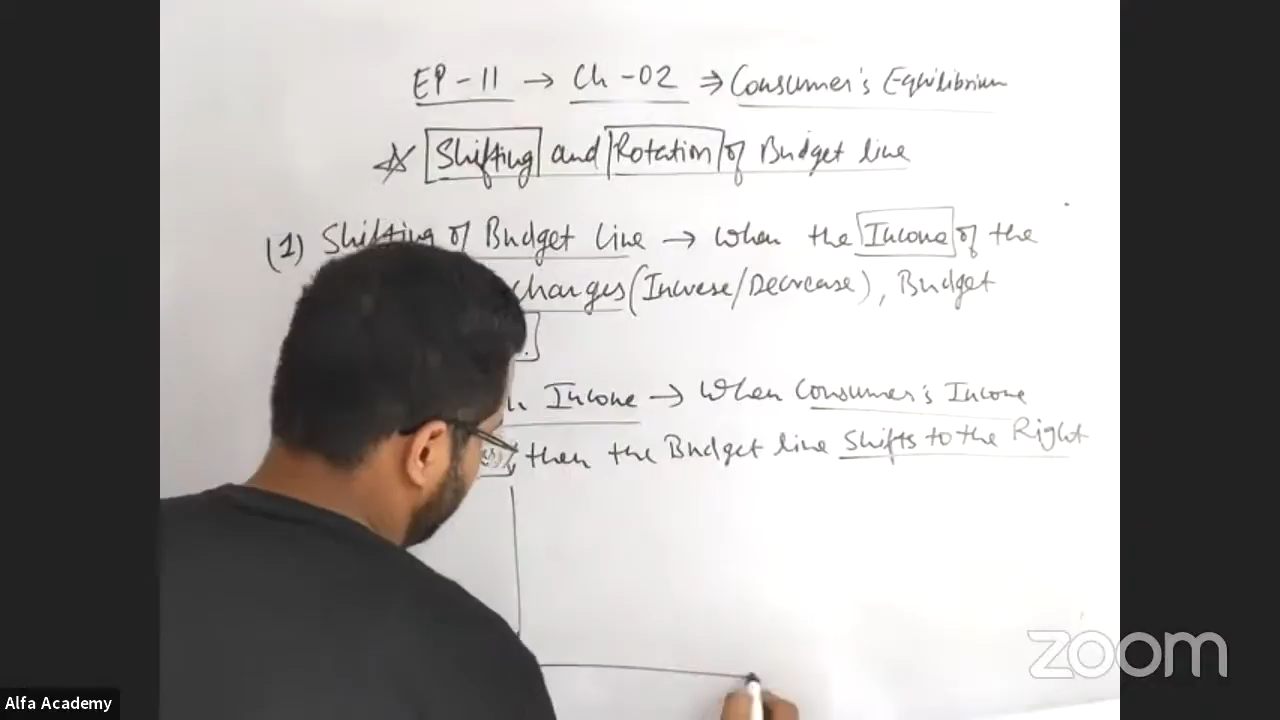 EP-11 → Ch-02 ⇒ Consumer's Equilibrium
☆ Shifting and Rotation of Budget line
(1) Shifting of Budget Line → When the Income of the
changes (Increse/Decrease), Budget
Income → When Consumer's Income
then the Budget line Shifts to the Right
zoom
Alfa Academy